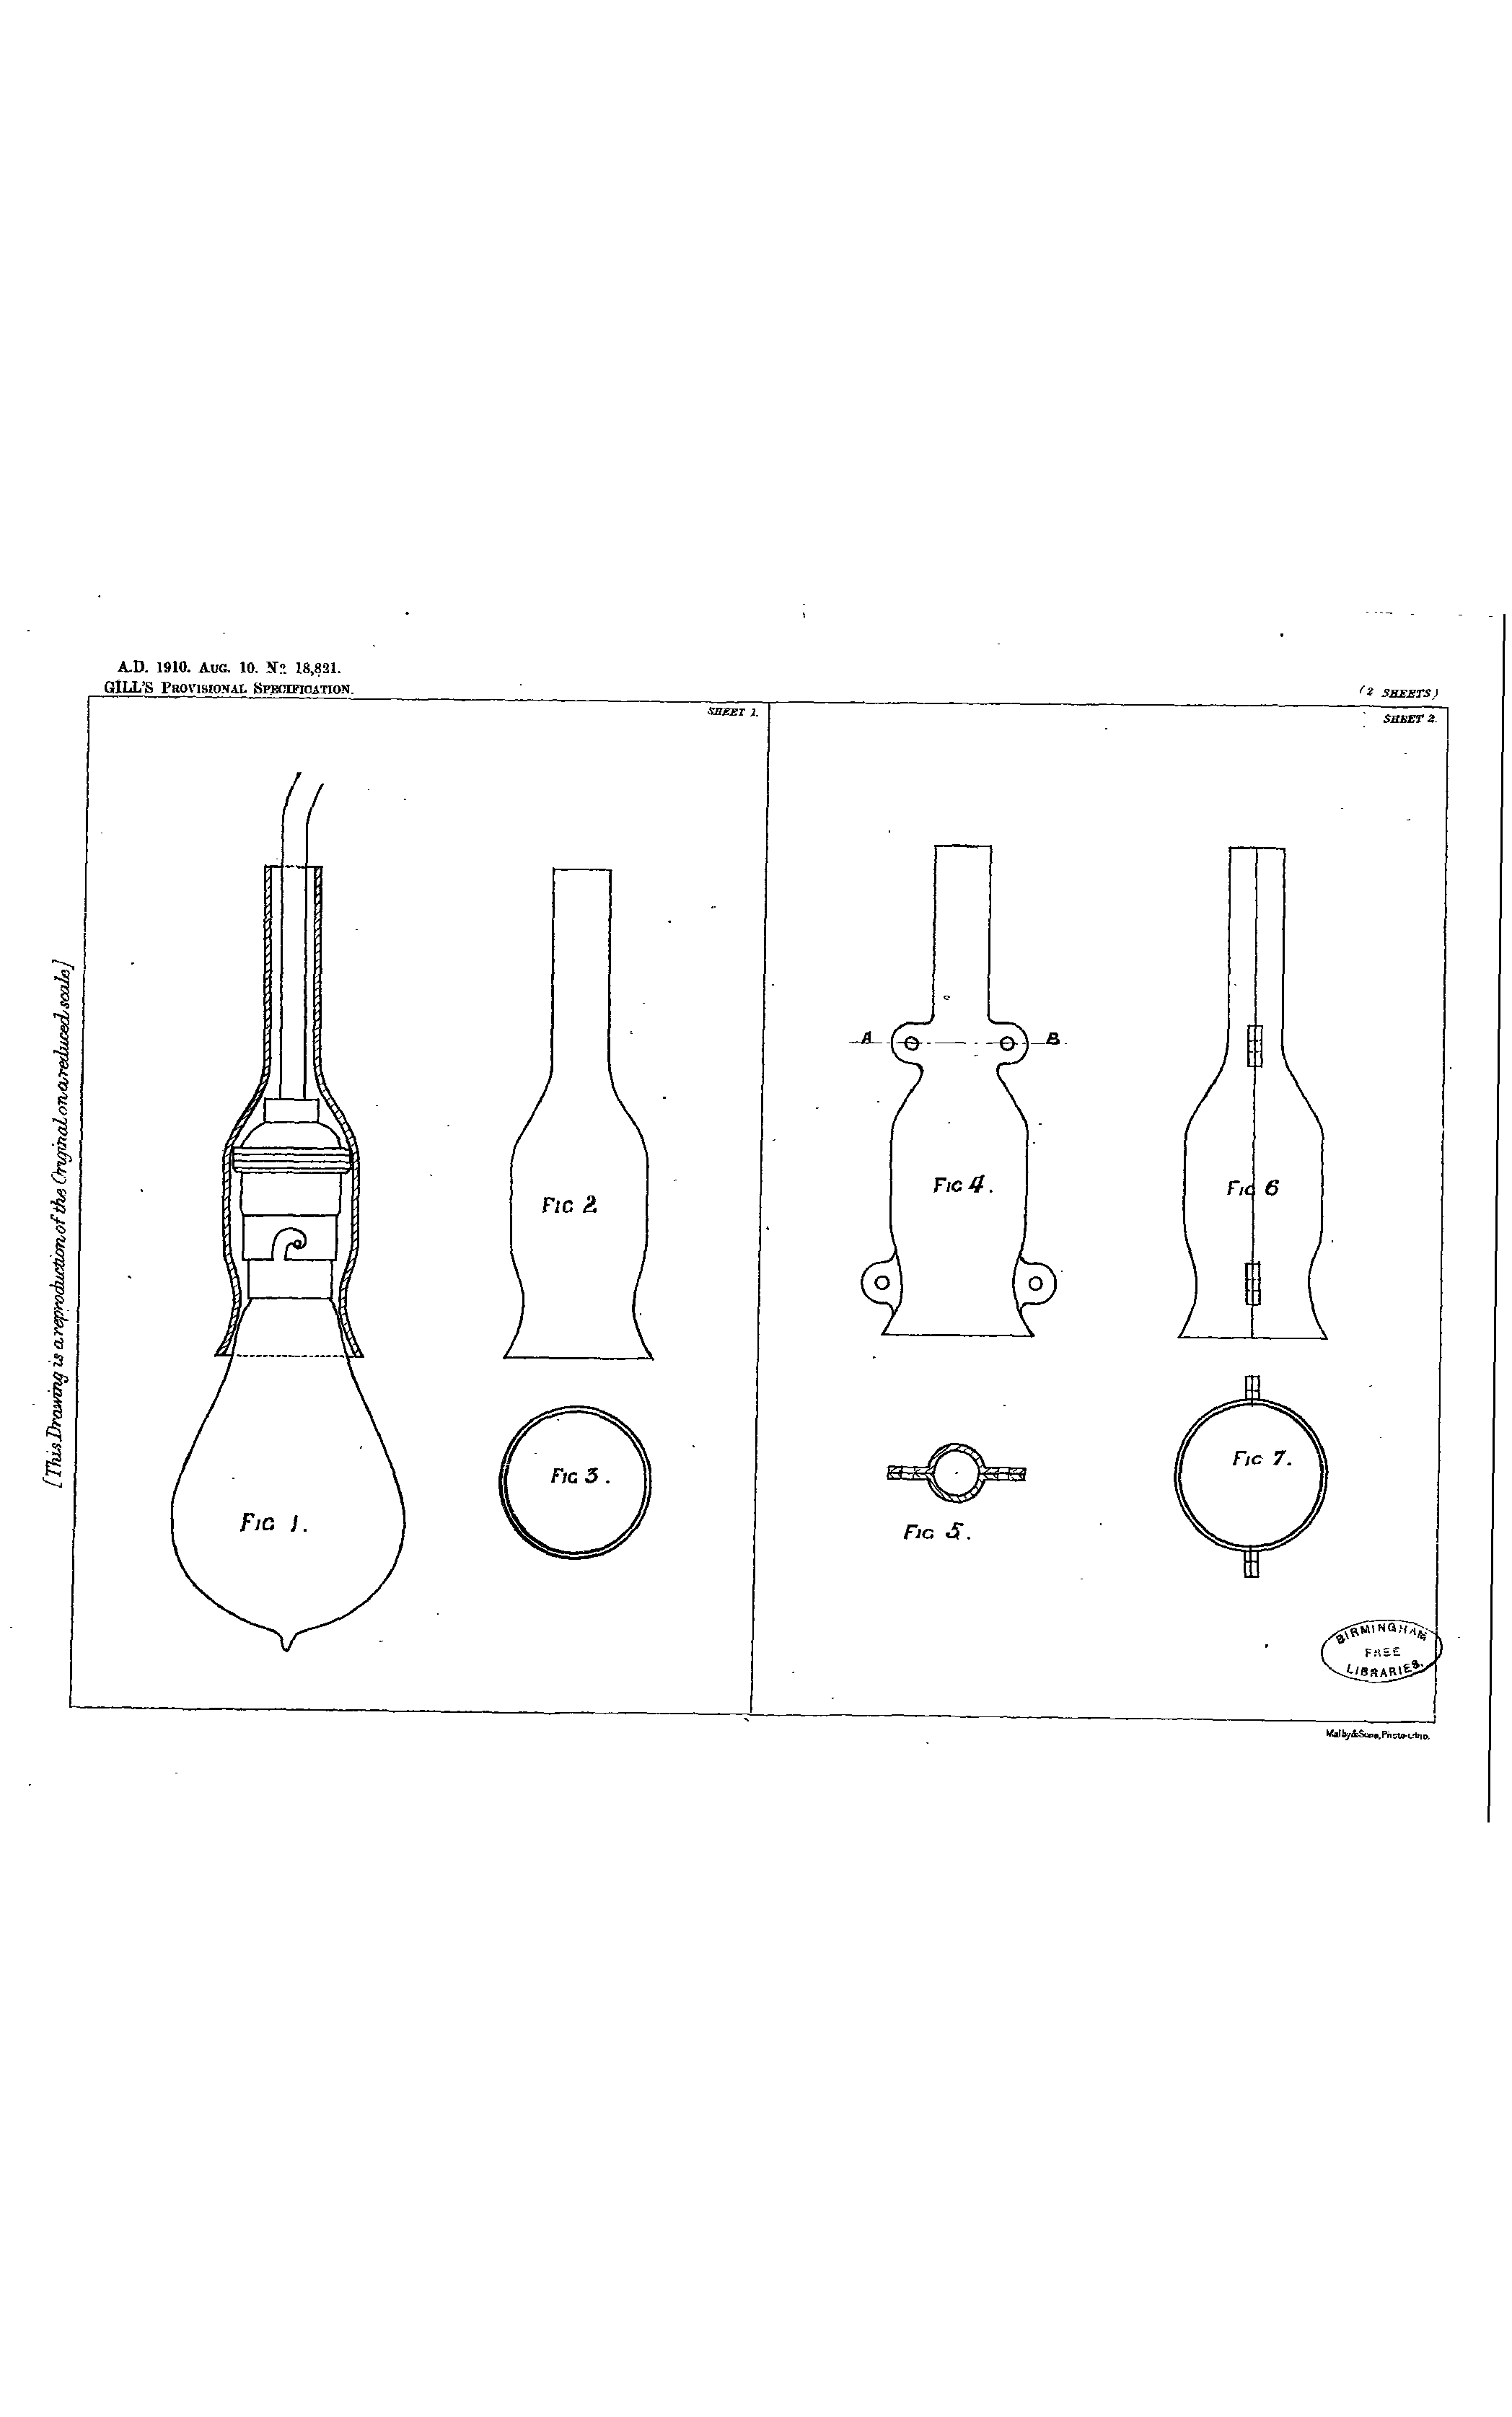 A.D. 1910. AUG. 10. No. 18,821.
GILL'S PROVISIONAL SPECIFICATION.
(2 SHEETS)
SHEET 1.
SHEET 2.
[This Drawing is a reproduction of the Original on a reduced scale]
FIG 1.
FIG 2
FIG 3.
A
B
FIG 4.
FIG 5.
FIG 6
FIG 7.
BIRMINGHAM
FREE
LIBRARIES.
Malby & Sons, Photo-Litho.